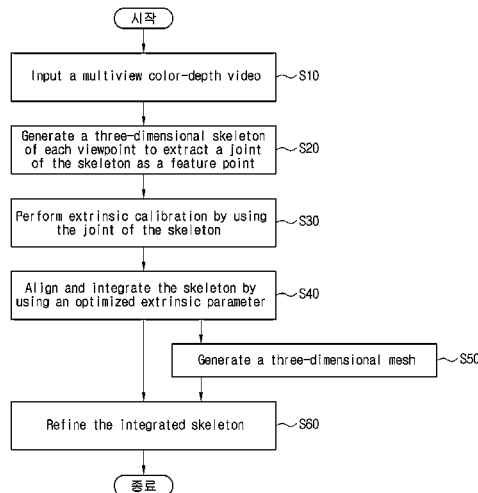 시작
Input a multiview color-depth video
S10
Generate a three-dimensional skeleton
of each viewpoint to extract a joint
of the skeleton as a feature point
S20
Perform extrinsic calibration by using
the joint of the skeleton
S30
Align and integrate the skeleton by
using an optimized extrinsic parameter
S40
Generate a three-dimensional mesh
S50
Refine the integrated skeleton
S60
종료